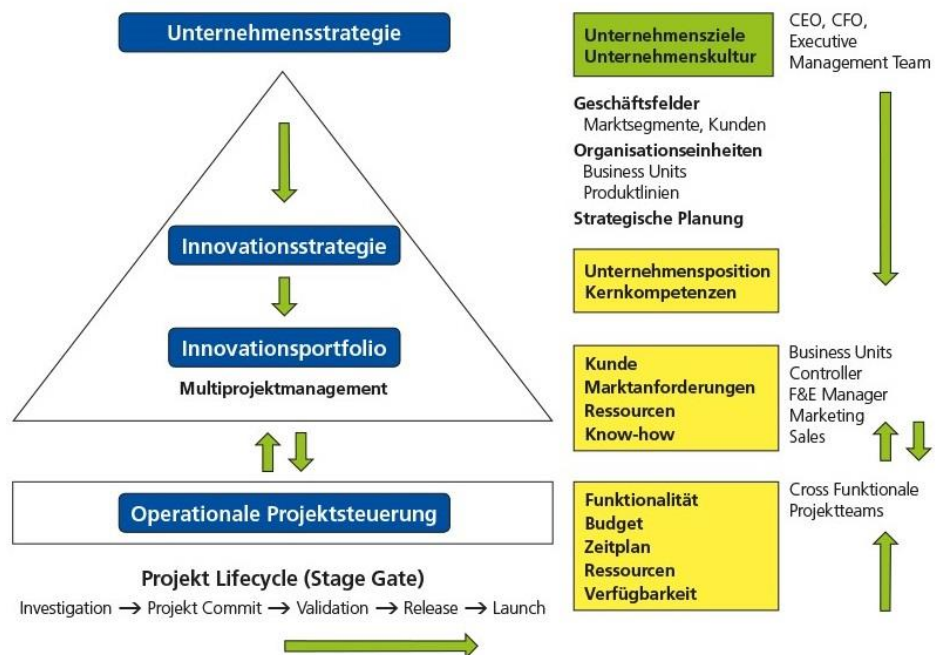 Unternehmensstrategie
Innovationsstrategie
Innovationsportfolio
Multiprojektmanagement
Operationale Projektsteuerung
Projekt Lifecycle (Stage Gate)
Investigation → Projekt Commit → Validation → Release → Launch
Unternehmensziele
Unternehmenskultur
CEO, CFO,
Executive
Management Team
Geschäftsfelder
Marktsegmente, Kunden
Organisationseinheiten
Business Units
Produktlinien
Strategische Planung
Unternehmensposition
Kernkompetenzen
Kunde
Marktanforderungen
Ressourcen
Know-how
Business Units
Controller
F&E Manager
Marketing
Sales
Funktionalität
Budget
Zeitplan
Ressourcen
Verfügbarkeit
Cross Funktionale
Projektteams